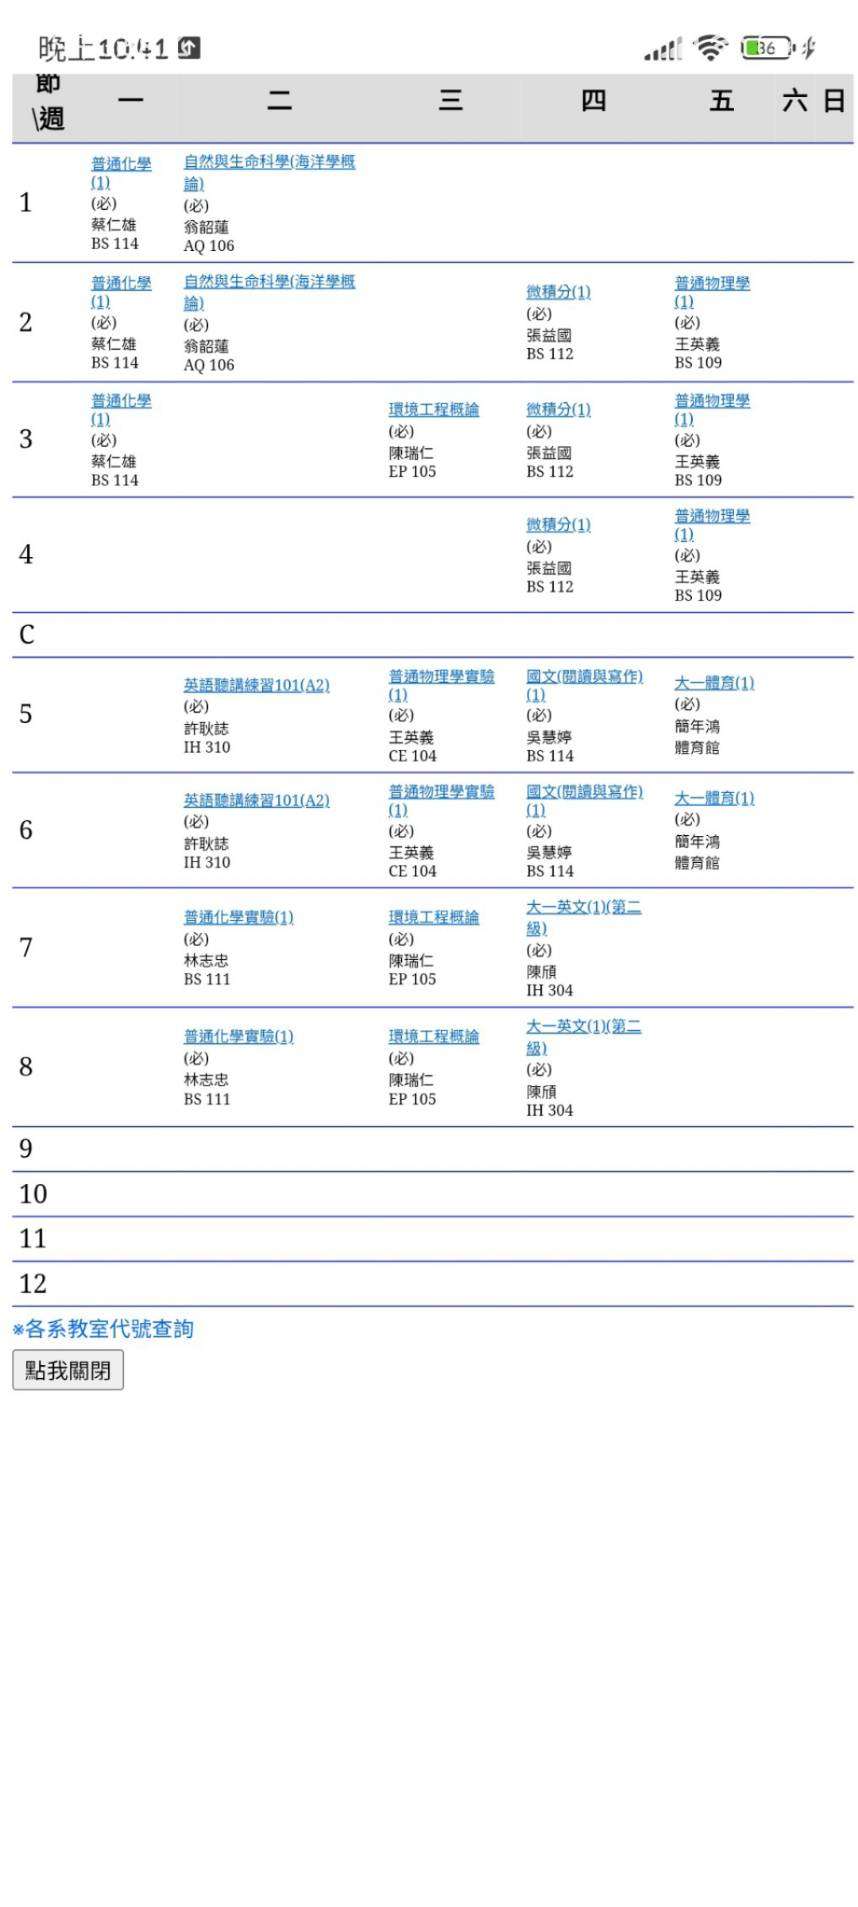 晚上10:41
36
節
\週 一 二 三 四 五 六 日
1
普通化學
(1)
(必)
蔡仁雄
BS 114
自然與生命科學(海洋學概
論)
(必)
翁韶蓮
AQ 106
2
普通化學
(1)
(必)
蔡仁雄
BS 114
自然與生命科學(海洋學概
論)
(必)
翁韶蓮
AQ 106
微積分(1)
(必)
張益國
BS 112
普通物理學
(1)
(必)
王英義
BS 109
3
普通化學
(1)
(必)
蔡仁雄
BS 114
環境工程概論
(必)
陳瑞仁
EP 105
微積分(1)
(必)
張益國
BS 112
普通物理學
(1)
(必)
王英義
BS 109
4
微積分(1)
(必)
張益國
BS 112
普通物理學
(1)
(必)
王英義
BS 109
C
5
英語聽講練習101(A2)
(必)
許耿誌
IH 310
普通物理學實驗
(1)
(必)
王英義
CE 104
國文(閱讀與寫作)
(1)
(必)
吳慧婷
BS 114
大一體育(1)
(必)
簡年鴻
體育館
6
英語聽講練習101(A2)
(必)
許耿誌
IH 310
普通物理學實驗
(1)
(必)
王英義
CE 104
國文(閱讀與寫作)
(1)
(必)
吳慧婷
BS 114
大一體育(1)
(必)
簡年鴻
體育館
7
普通化學實驗(1)
(必)
林志忠
BS 111
環境工程概論
(必)
陳瑞仁
EP 105
大一英文(1)(第二
級)
(必)
陳頎
IH 304
8
普通化學實驗(1)
(必)
林志忠
BS 111
環境工程概論
(必)
陳瑞仁
EP 105
大一英文(1)(第二
級)
(必)
陳頎
IH 304
9
10
11
12
※各系教室代號查詢
點我關閉